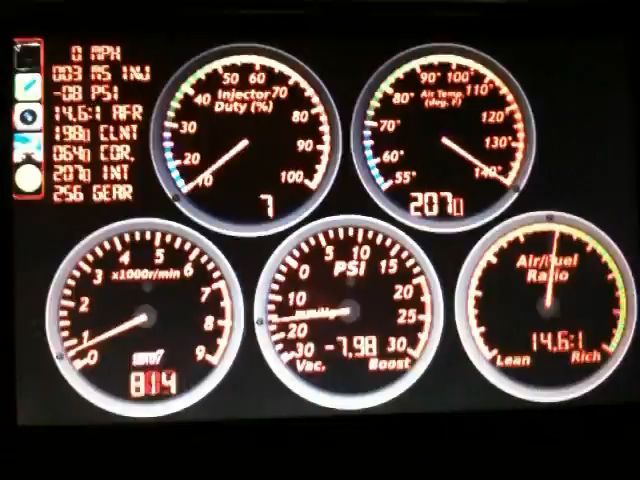 0 MPH
003 MS INJ
-08 PSI
14.6:1 AFR
198D CLNT
064D COR.
207D INT
256 GEAR
10 20 30 40 50 60 70 80 90 100
Injector
Duty (%)
7
55° 60° 70° 80° 90° 100° 110° 120° 130° 140°
Air Temp.
(deg. F)
207D
0 1 2 3 4 5 6 7 8 9
x1000r/min
814
30 20 10 0 5 10 15 20 25 30
PSI
-7.98
Vac. Boost
Air/Fuel
Ratio
14.6:1
Lean Rich